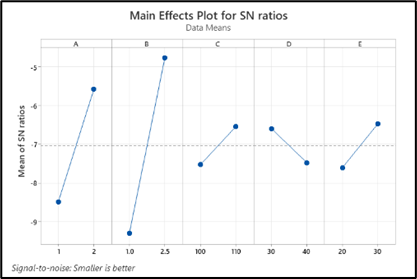 Main Effects Plot for SN ratios
Data Means
A B C D E
Mean of SN ratios
-5
-6
-7
-8
-9
1 2 1.0 2.5 100 110 30 40 20 30
Signal-to-noise: Smaller is better